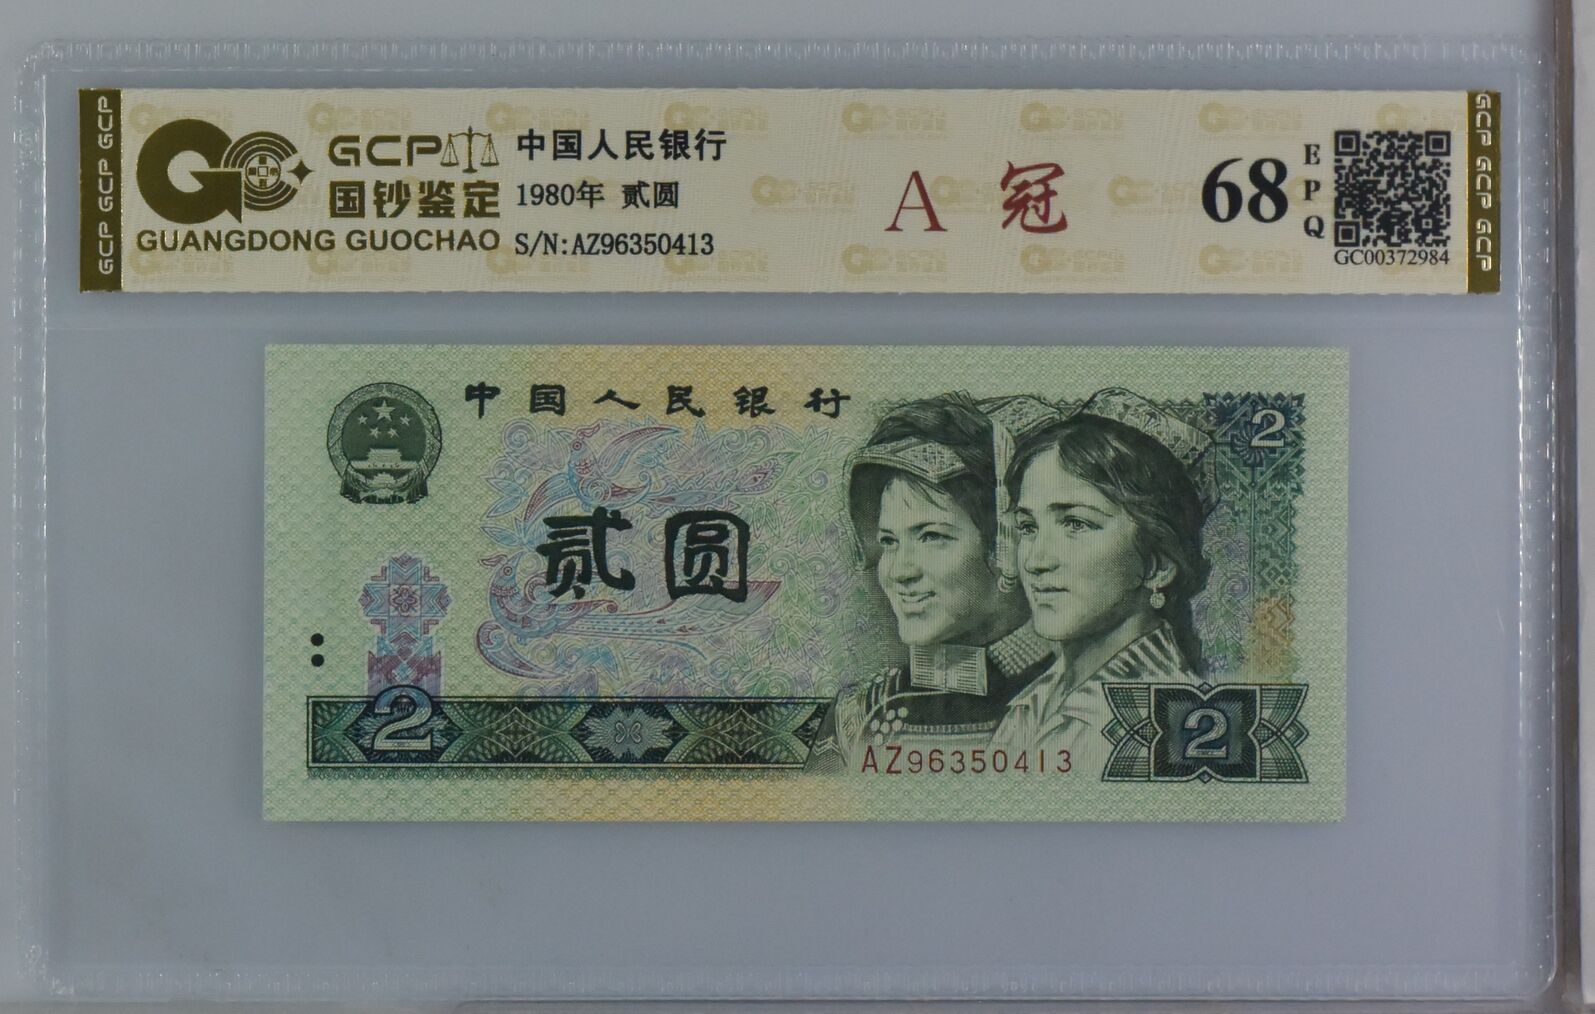 GCP GCP GCP
GCP
国钞鉴定
GUANGDONG GUOCHAO
中国人民银行
1980年 贰圆
S/N:AZ96350413
A 冠
68
EPQ
GC00372984
GCP GCP GCP
中国人民银行
2
贰圆
2
AZ96350413
2